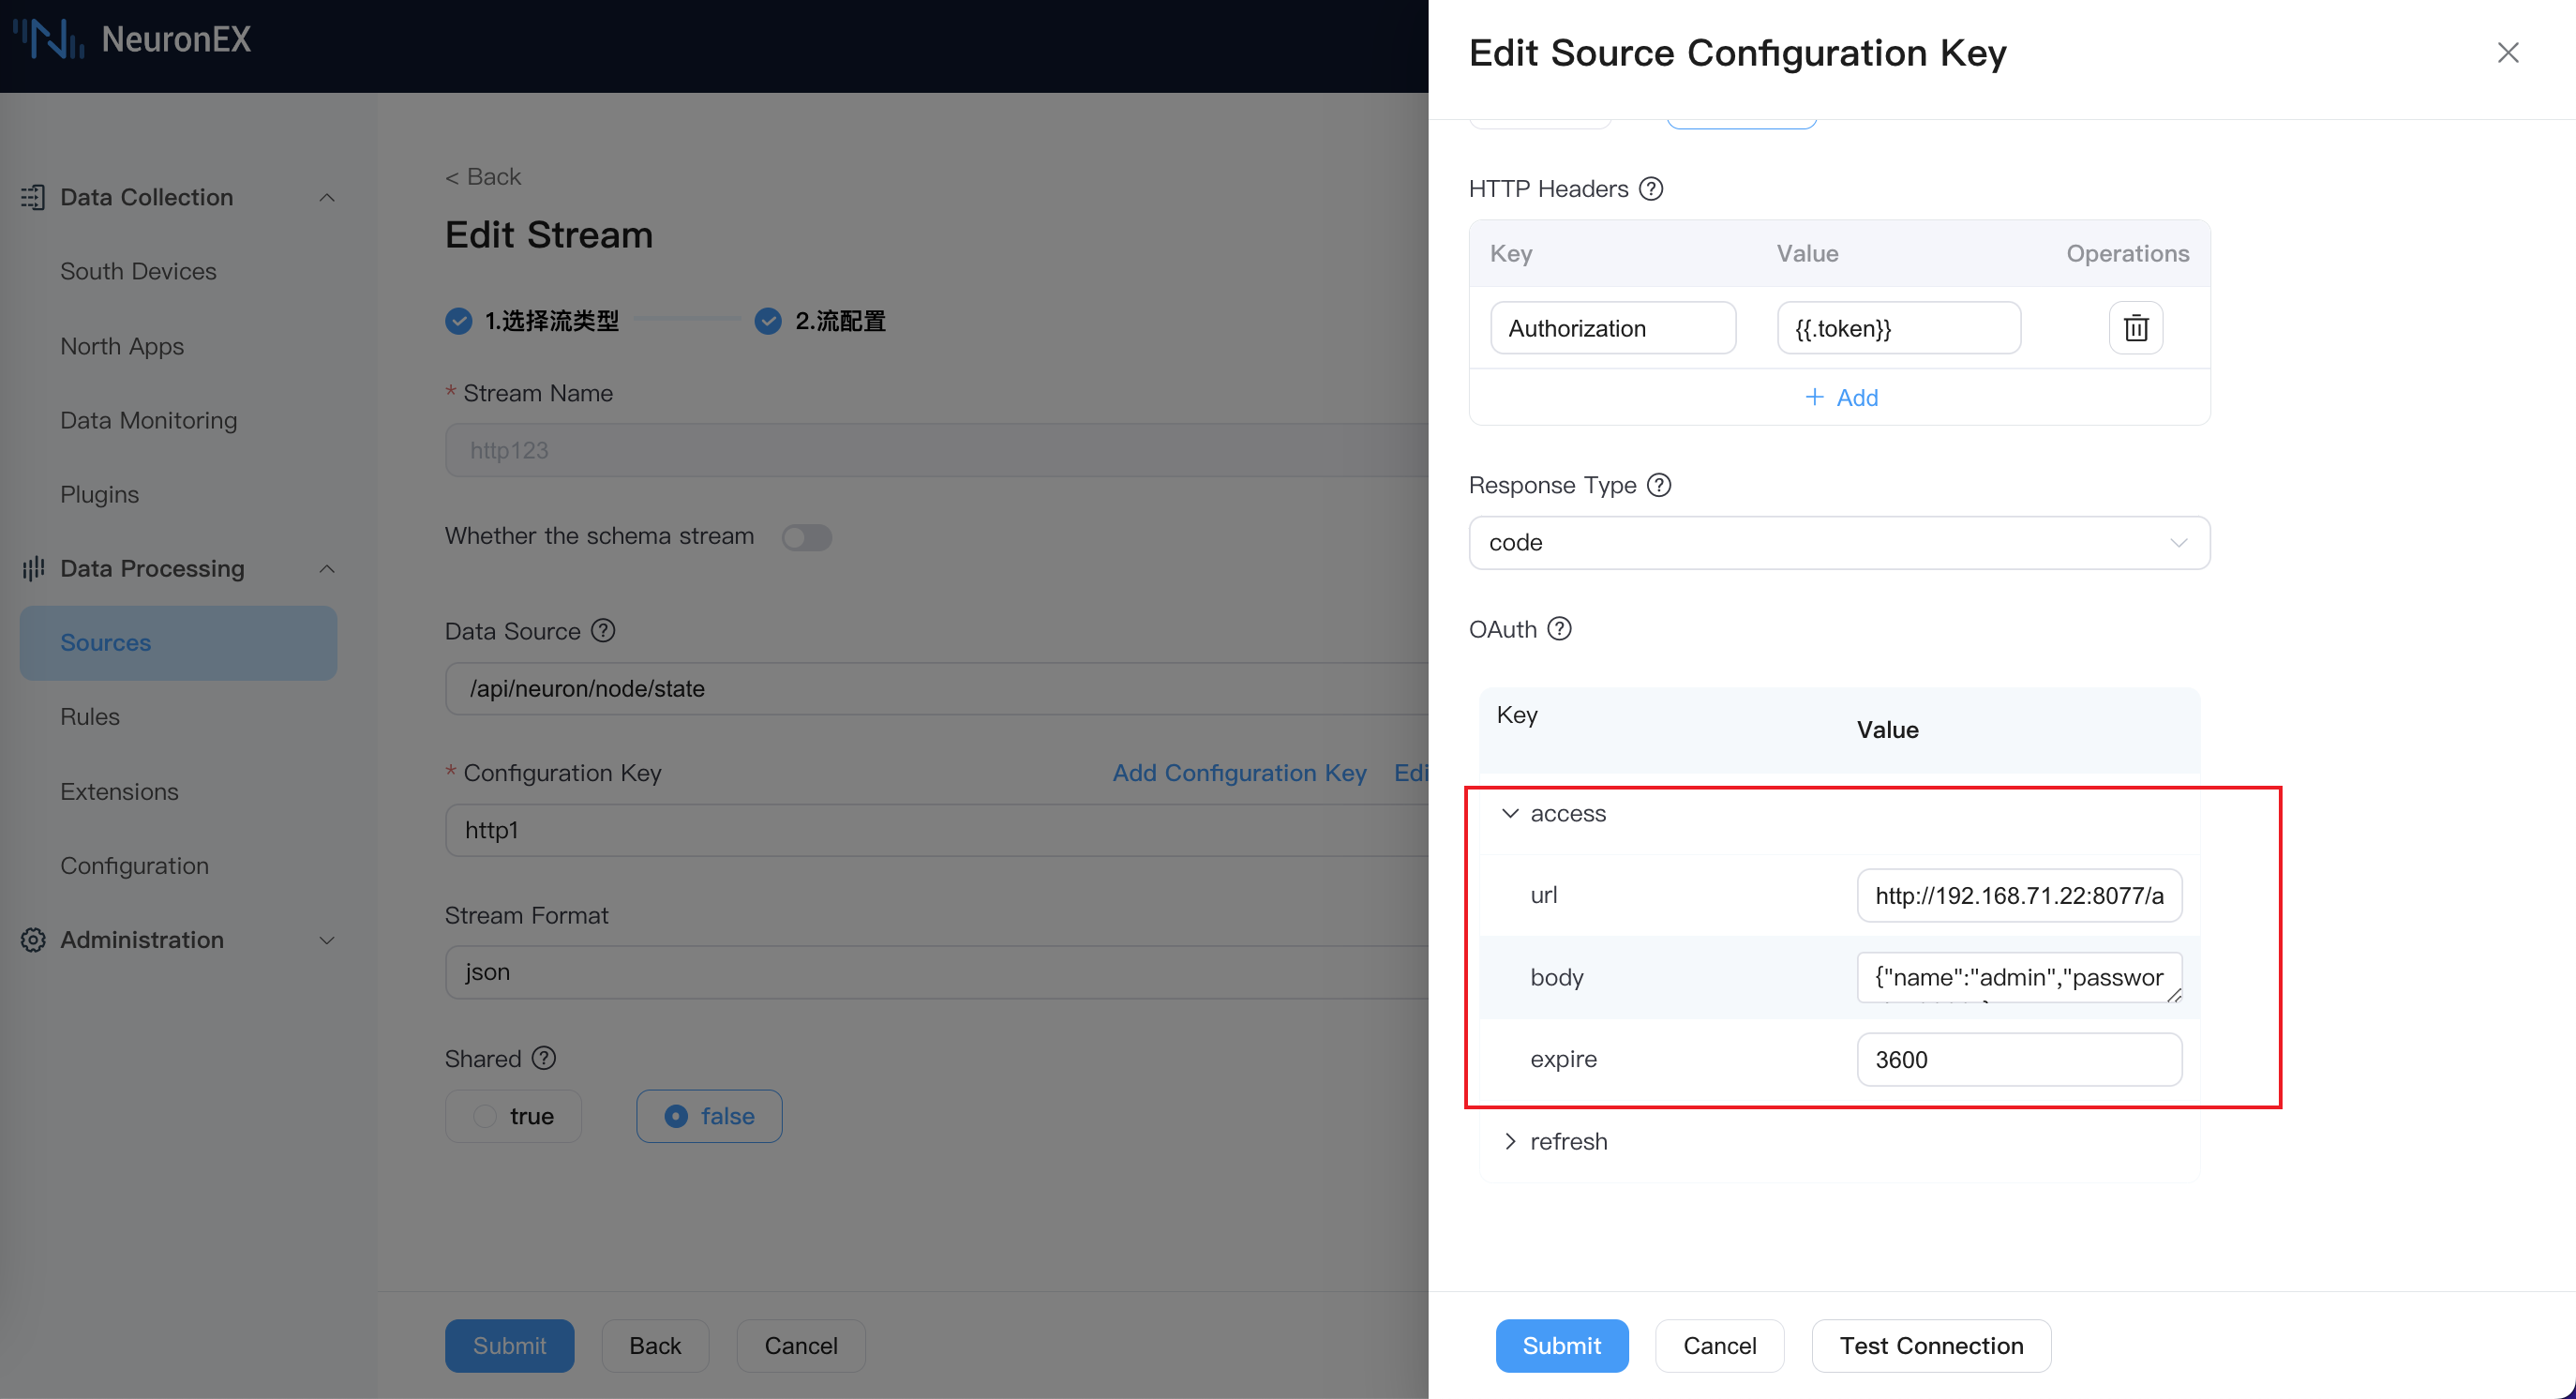 NeuronEX
Data Collection
South Devices
North Apps
Data Monitoring
Plugins
Data Processing
Sources
Rules
Extensions
Configuration
Administration
< Back
Edit Stream
1.选择流类型
2.流配置
* Stream Name
http123
Whether the schema stream
Data Source ?
/api/neuron/node/state
* Configuration Key
Add Configuration Key
Edi
http1
Stream Format
json
Shared ?
true
false
Submit
Back
Cancel
Edit Source Configuration Key
HTTP Headers ?
Key Value Operations
Authorization {{.token}}
+ Add
Response Type ?
code
OAuth ?
Key Value
access
url http://192.168.71.22:8077/a
body {"name":"admin","passwor
expire 3600
refresh
Submit
Cancel
Test Connection